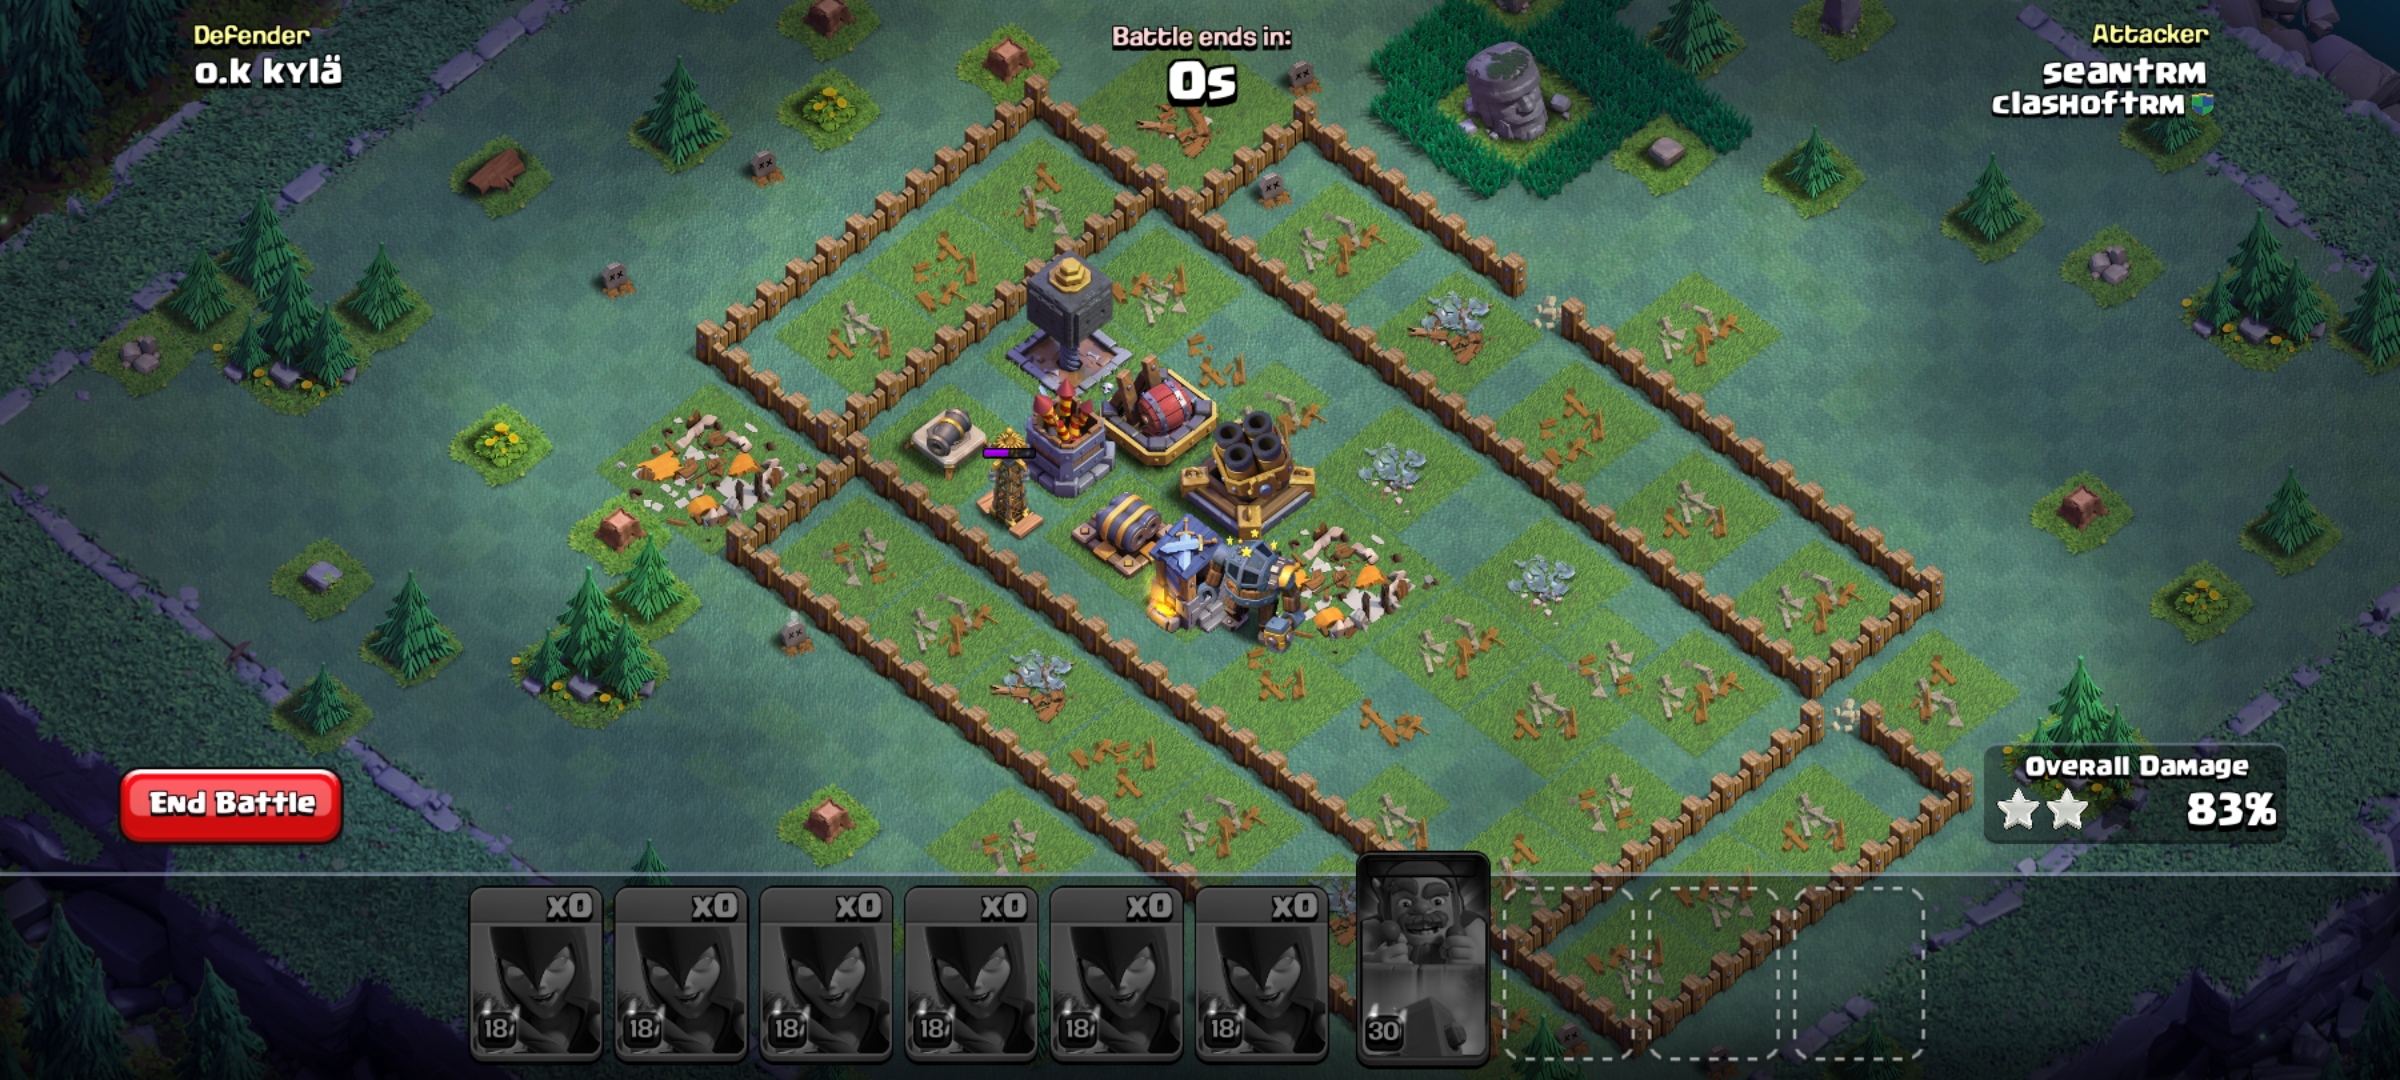 Defender
o.k kylä
Battle ends in:
0s
Attacker
seantRM
clashoftRM
End Battle
Overall Damage
83%
x0
x0
x0
x0
x0
x0
18
18
18
18
18
18
30